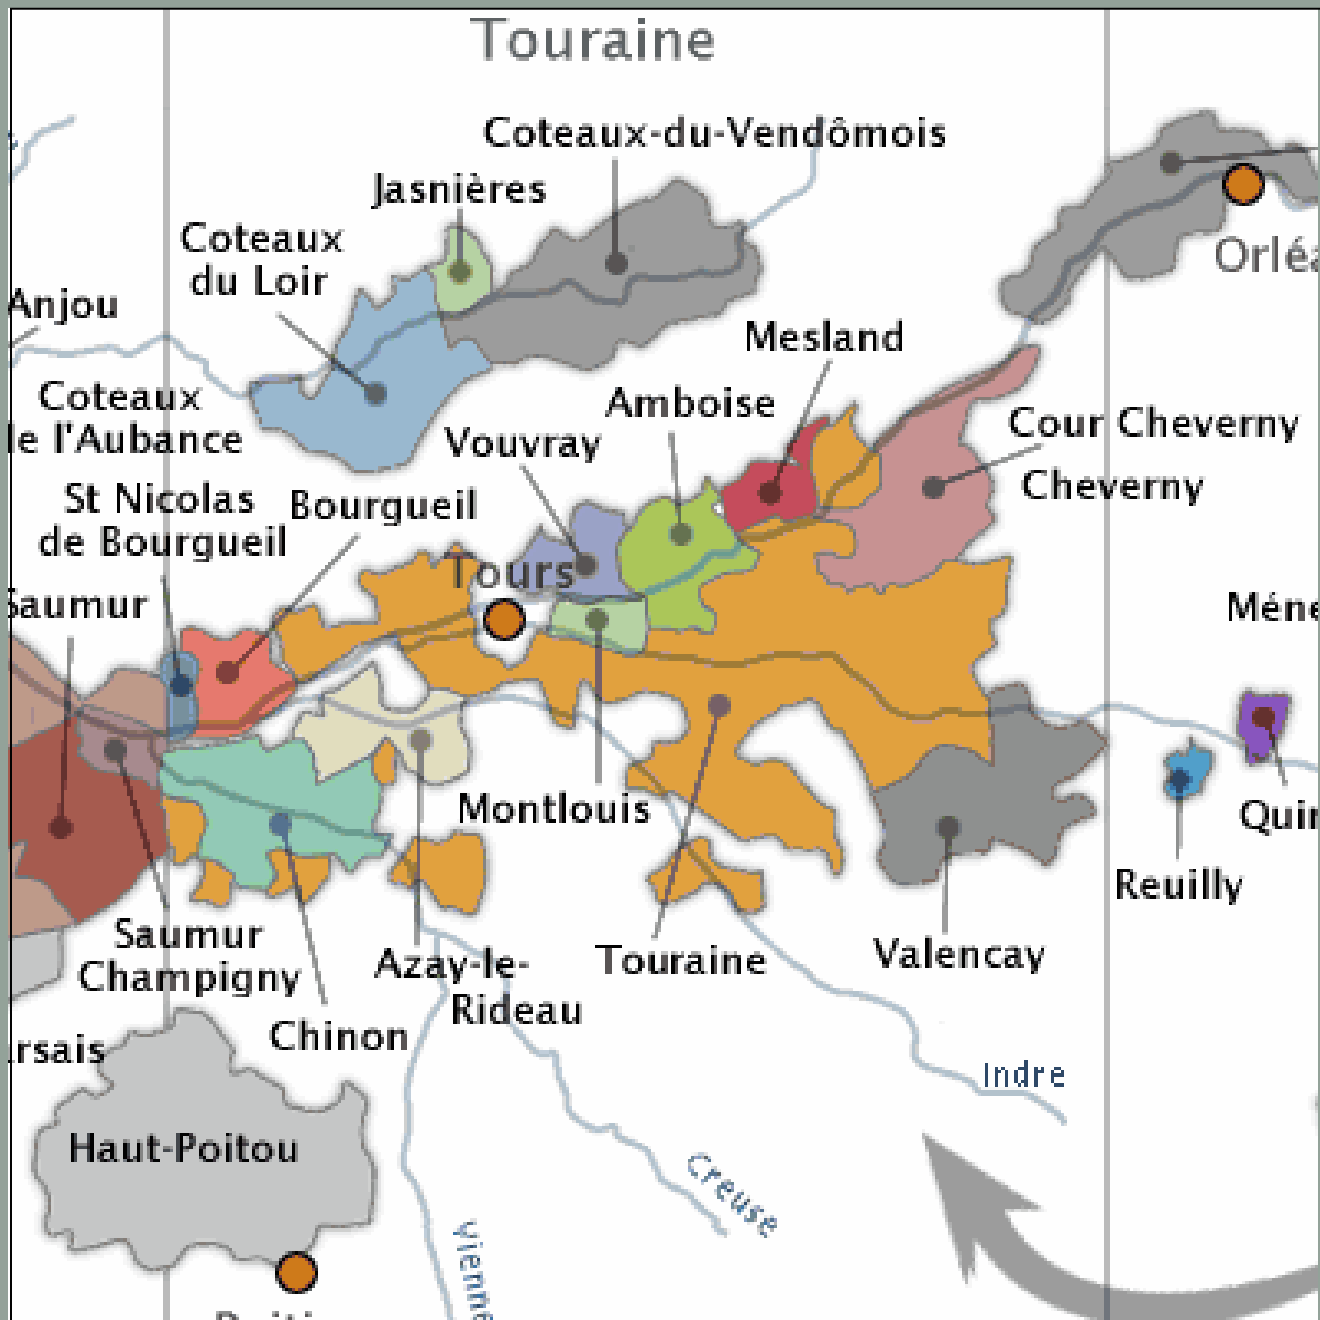 Touraine
Coteaux-du-Vendômois
Jasnières
Coteaux
du Loir
Anjou
Mesland
Coteaux
de l'Aubance
Amboise
Vouvray
Cour Cheverny
Cheverny
St Nicolas
de Bourgueil
Bourgueil
Tours
Saumur
Montlouis
Reuilly
Saumur
Champigny
Azay-le-
Rideau
Touraine
Valencay
Chinon
Indre
Haut-Poitou
Creuse
Vienne